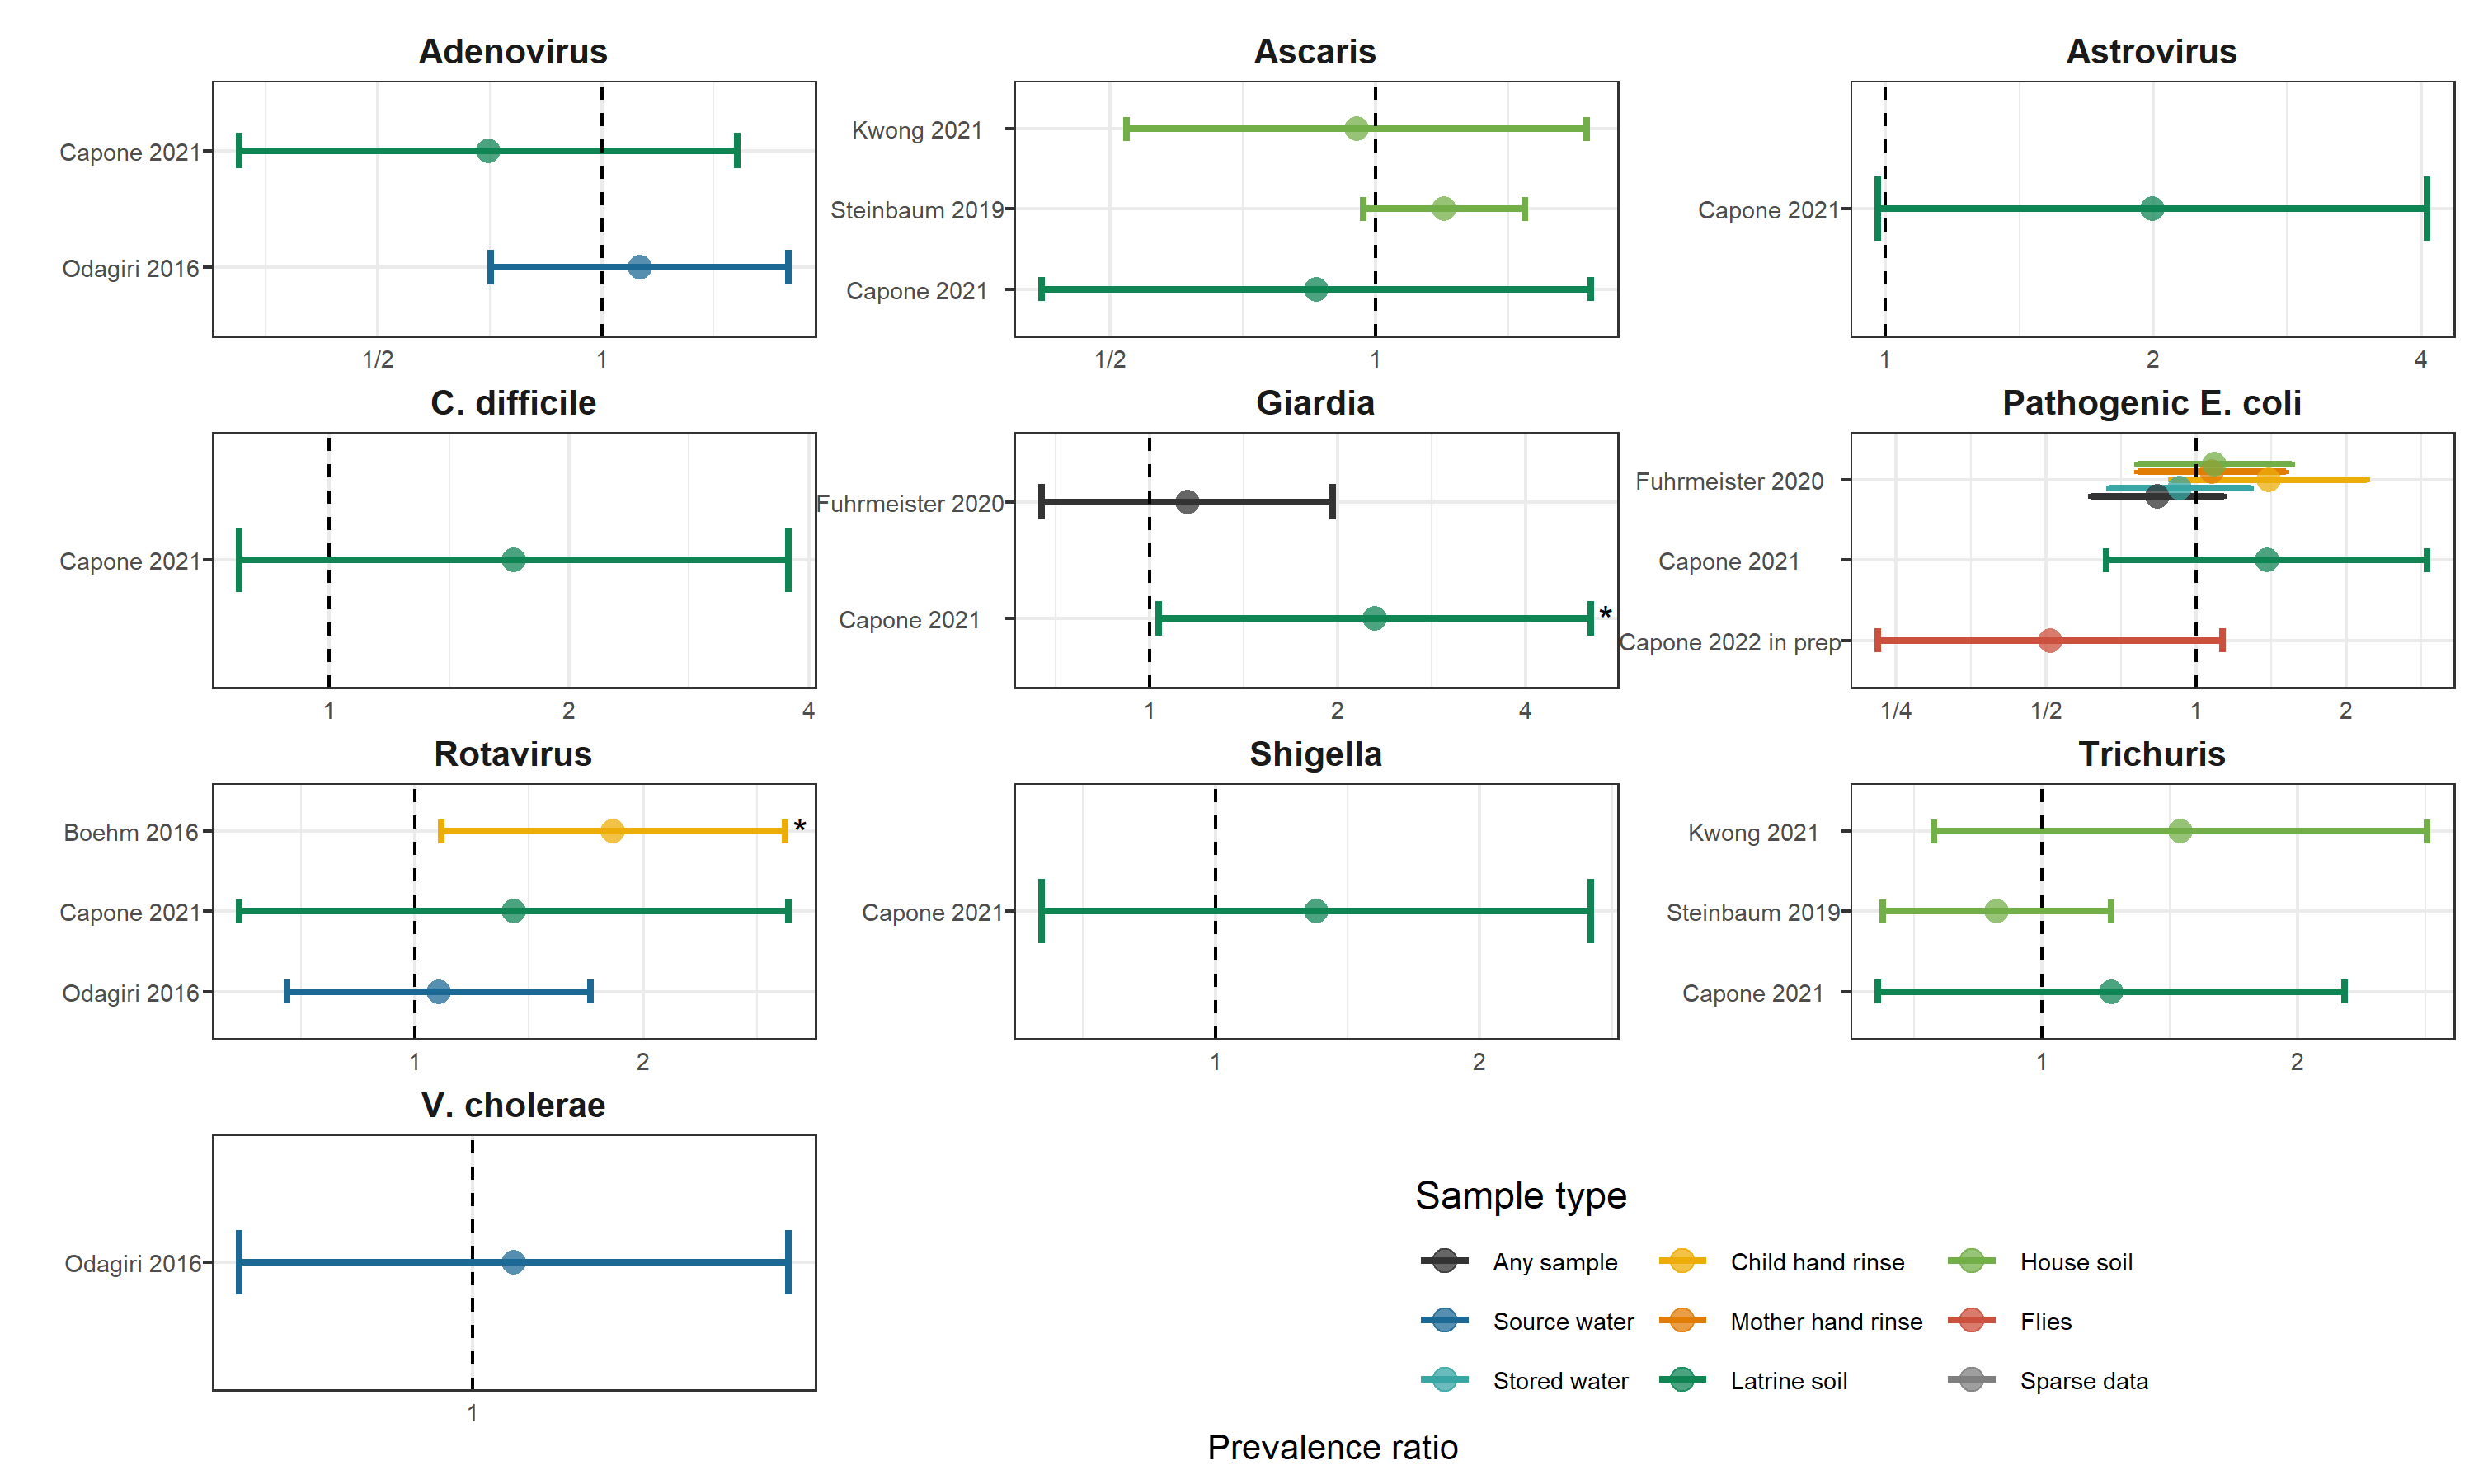 Adenovirus
Capone 2021
Odagiri 2016
1/2 1
Ascaris
Kwong 2021
Steinbaum 2019
Capone 2021
1/2 1
Astrovirus
Capone 2021
1 2 4
C. difficile
Capone 2021
1 2 4
Giardia
Fuhrmeister 2020
Capone 2021 *
1 2 4
Pathogenic E. coli
Fuhrmeister 2020
Capone 2021
Capone 2022 in prep
1/4 1/2 1 2
Rotavirus
Boehm 2016 *
Capone 2021
Odagiri 2016
1 2
Shigella
Capone 2021
1 2
Trichuris
Kwong 2021
Steinbaum 2019
Capone 2021
1 2
V. cholerae
Odagiri 2016
1
Sample type
Any sample
Source water
Stored water
Child hand rinse
Mother hand rinse
Latrine soil
House soil
Flies
Sparse data
Prevalence ratio